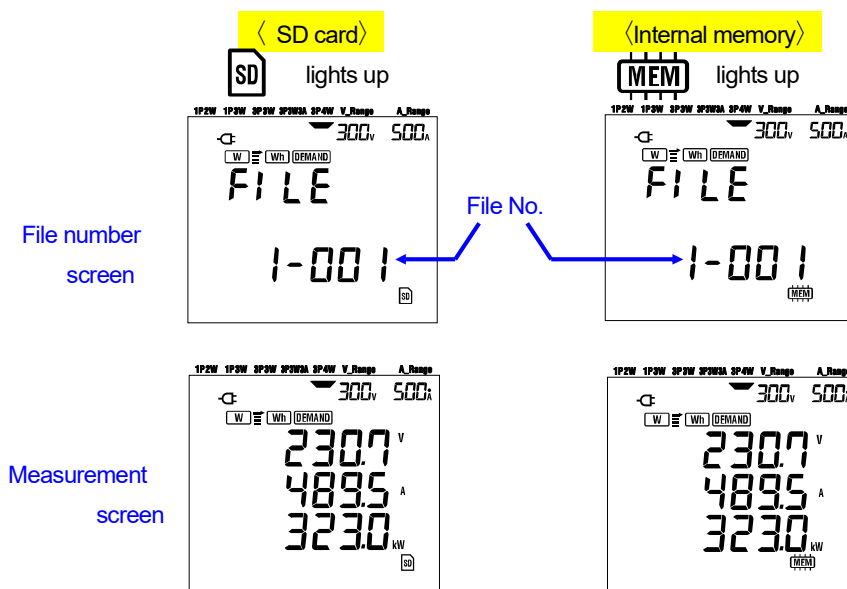 〈 SD card〉
〈Internal memory〉
SD lights up
MEM lights up
1P2W 1P3W 3P3W 3P3W3A 3P4W V_Range A_Range
300V 500A
W Wh DEMAND
FILE
1-001
SD
1P2W 1P3W 3P3W 3P3W3A 3P4W V_Range A_Range
300V 500A
W Wh DEMAND
FILE
1-001
MEM
File No.
File number
screen
1P2W 1P3W 3P3W 3P3W3A 3P4W V_Range A_Range
300V 500A
W Wh DEMAND
230.7 V
489.5 A
323.0 kW
SD
1P2W 1P3W 3P3W 3P3W3A 3P4W V_Range A_Range
300V 500A
W Wh DEMAND
230.7 V
489.5 A
323.0 kW
MEM
Measurement
screen